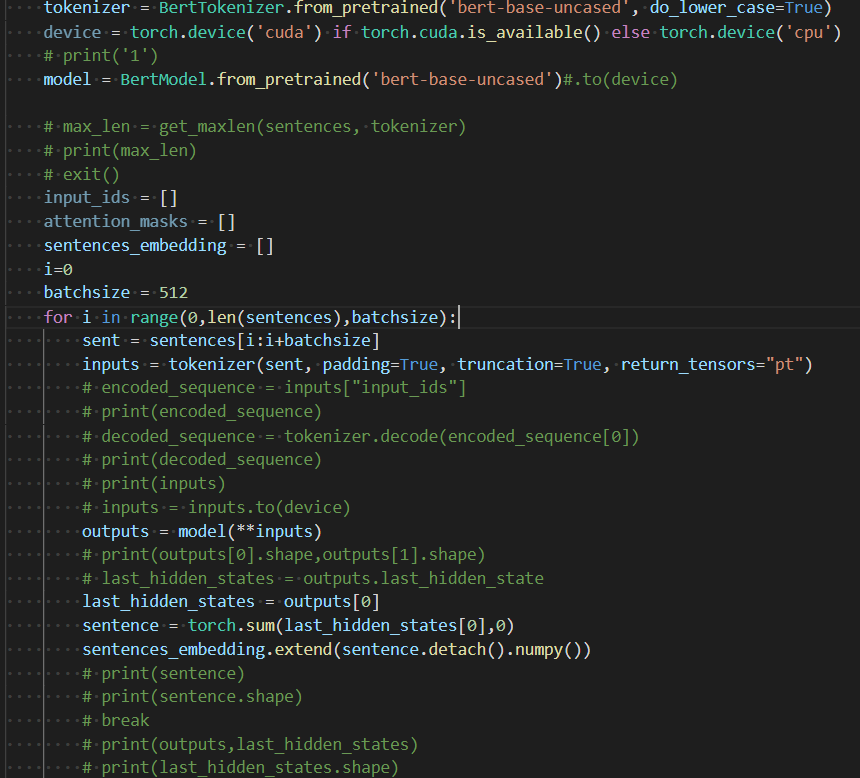 tokenizer = BertTokenizer.from_pretrained('bert-base-uncased', do_lower_case=True)
device = torch.device('cuda') if torch.cuda.is_available() else torch.device('cpu')
# print('1')
model = BertModel.from_pretrained('bert-base-uncased')#.to(device)
# max_len = get_maxlen(sentences, tokenizer)
# print(max_len)
# exit()
input_ids = []
attention_masks = []
sentences_embedding = []
i=0
batchsize = 512
for i in range(0,len(sentences),batchsize):
sent = sentences[i:i+batchsize]
inputs = tokenizer(sent, padding=True, truncation=True, return_tensors="pt")
# encoded_sequence = inputs["input_ids"]
# print(encoded_sequence)
# decoded_sequence = tokenizer.decode(encoded_sequence[0])
# print(decoded_sequence)
# print(inputs)
# inputs = inputs.to(device)
outputs = model(**inputs)
# print(outputs[0].shape,outputs[1].shape)
# last_hidden_states = outputs.last_hidden_state
last_hidden_states = outputs[0]
sentence = torch.sum(last_hidden_states[0],0)
sentences_embedding.extend(sentence.detach().numpy())
# print(sentence)
# print(sentence.shape)
# break
# print(outputs,last_hidden_states)
# print(last_hidden_states.shape)